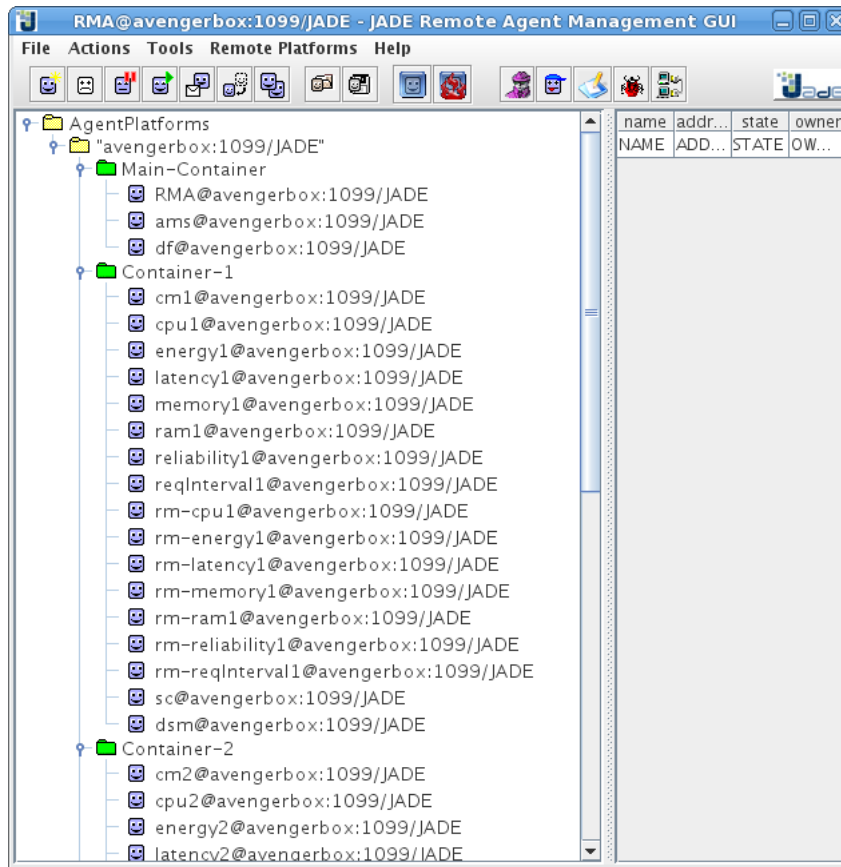 RMA@avengerbox:1099/JADE - JADE Remote Agent Management GUI
File Actions Tools Remote Platforms Help
Jade
AgentPlatforms
"avengerbox:1099/JADE"
Main-Container
RMA@avengerbox:1099/JADE
ams@avengerbox:1099/JADE
df@avengerbox:1099/JADE
Container-1
cm1@avengerbox:1099/JADE
cpu1@avengerbox:1099/JADE
energy1@avengerbox:1099/JADE
latency1@avengerbox:1099/JADE
memory1@avengerbox:1099/JADE
ram1@avengerbox:1099/JADE
reliability1@avengerbox:1099/JADE
reqInterval1@avengerbox:1099/JADE
rm-cpu1@avengerbox:1099/JADE
rm-energy1@avengerbox:1099/JADE
rm-latency1@avengerbox:1099/JADE
rm-memory1@avengerbox:1099/JADE
rm-ram1@avengerbox:1099/JADE
rm-reliability1@avengerbox:1099/JADE
rm-reqInterval1@avengerbox:1099/JADE
sc@avengerbox:1099/JADE
dsm@avengerbox:1099/JADE
Container-2
cm2@avengerbox:1099/JADE
cpu2@avengerbox:1099/JADE
energy2@avengerbox:1099/JADE
latency2@avengerbox:1099/JADE
name addr... state owner
NAME ADD... STATE OW...